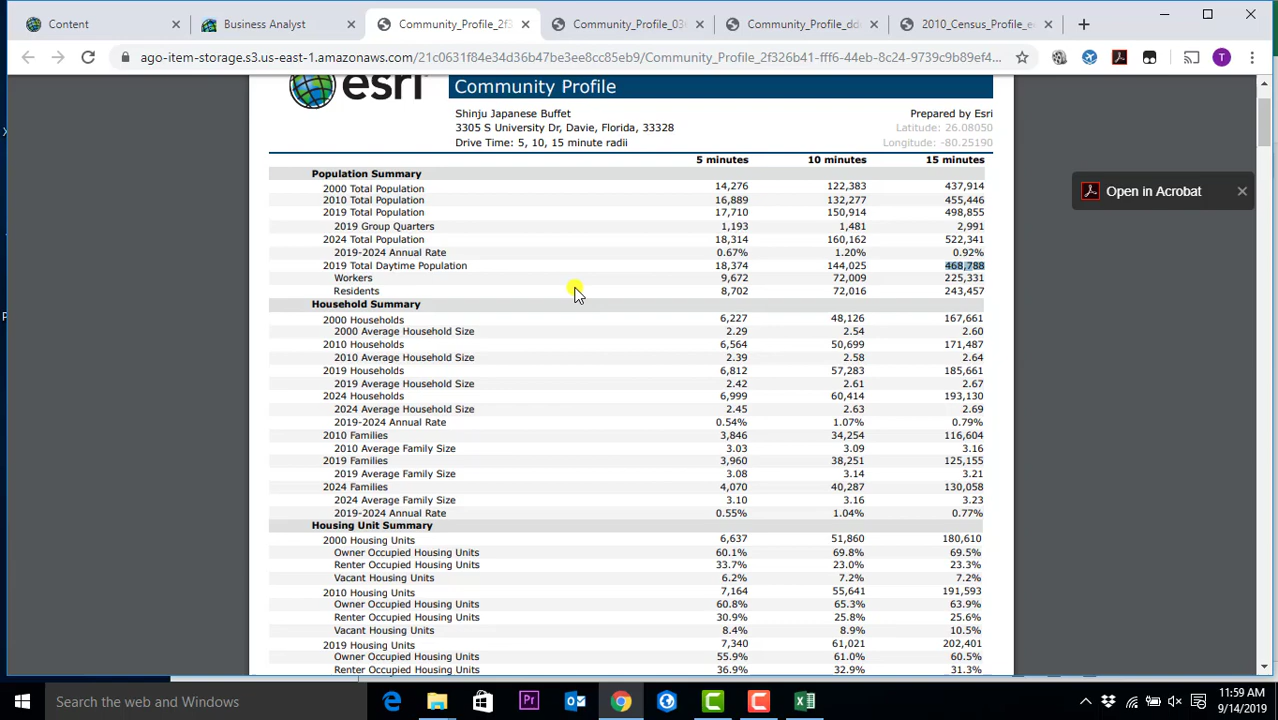 Content
Business Analyst
Community_Profile_2f3
Community_Profile_03
Community_Profile_dd
2010_Census_Profile_e
ago-item-storage.s3.us-east-1.amazonaws.com/21c0631f84e34d36b47be3ee8cc85eb9/Community_Profile_2f323b41-fff6-44eb-8c24-9739c9b89ef4...
T
esri
Community Profile
Shinju Japanese Buffet Prepared by Esri
3305 S University Dr, Davie, Florida, 33328 Latitude: 26.08050
Drive Time: 5, 10, 15 minute radii Longitude: -80.25190
Open in Acrobat
5 minutes 10 minutes 15 minutes
Population Summary
2000 Total Population 14,276 122,383 437,914
2010 Total Population 16,889 132,277 455,446
2019 Total Population 17,710 150,914 498,855
2019 Group Quarters 1,193 1,481 2,991
2024 Total Population 18,314 160,162 522,341
2019-2024 Annual Rate 0.67% 1.20% 0.92%
2019 Total Daytime Population 18,374 144,025 468,788
Workers 9,672 72,009 225,331
Residents 8,702 72,016 243,457
Household Summary
2000 Households 6,227 48,126 167,661
2000 Average Household Size 2.29 2.54 2.60
2010 Households 6,564 50,699 171,487
2010 Average Household Size 2.39 2.58 2.64
2019 Households 6,812 57,283 185,661
2019 Average Household Size 2.42 2.61 2.67
2024 Households 6,999 60,414 193,130
2024 Average Household Size 2.45 2.63 2.69
2019-2024 Annual Rate 0.54% 1.07% 0.79%
2010 Families 3,846 34,254 116,604
2010 Average Family Size 3.03 3.09 3.16
2019 Families 3,960 38,251 125,155
2019 Average Family Size 3.08 3.14 3.21
2024 Families 4,070 40,287 130,058
2024 Average Family Size 3.10 3.16 3.23
2019-2024 Annual Rate 0.55% 1.04% 0.77%
Housing Unit Summary
2000 Housing Units 6,637 51,860 180,610
Owner Occupied Housing Units 60.1% 69.8% 69.5%
Renter Occupied Housing Units 33.7% 23.0% 23.3%
Vacant Housing Units 6.2% 7.2% 7.2%
2010 Housing Units 7,164 55,641 191,593
Owner Occupied Housing Units 60.8% 65.3% 63.9%
Renter Occupied Housing Units 30.9% 25.8% 25.6%
Vacant Housing Units 8.4% 8.9% 10.5%
2019 Housing Units 7,340 61,021 202,401
Owner Occupied Housing Units 55.9% 61.0% 60.5%
Renter Occupied Housing Units 36.9% 32.9% 31.3%
Search the web and Windows
Pr
11:59 AM
9/14/2019